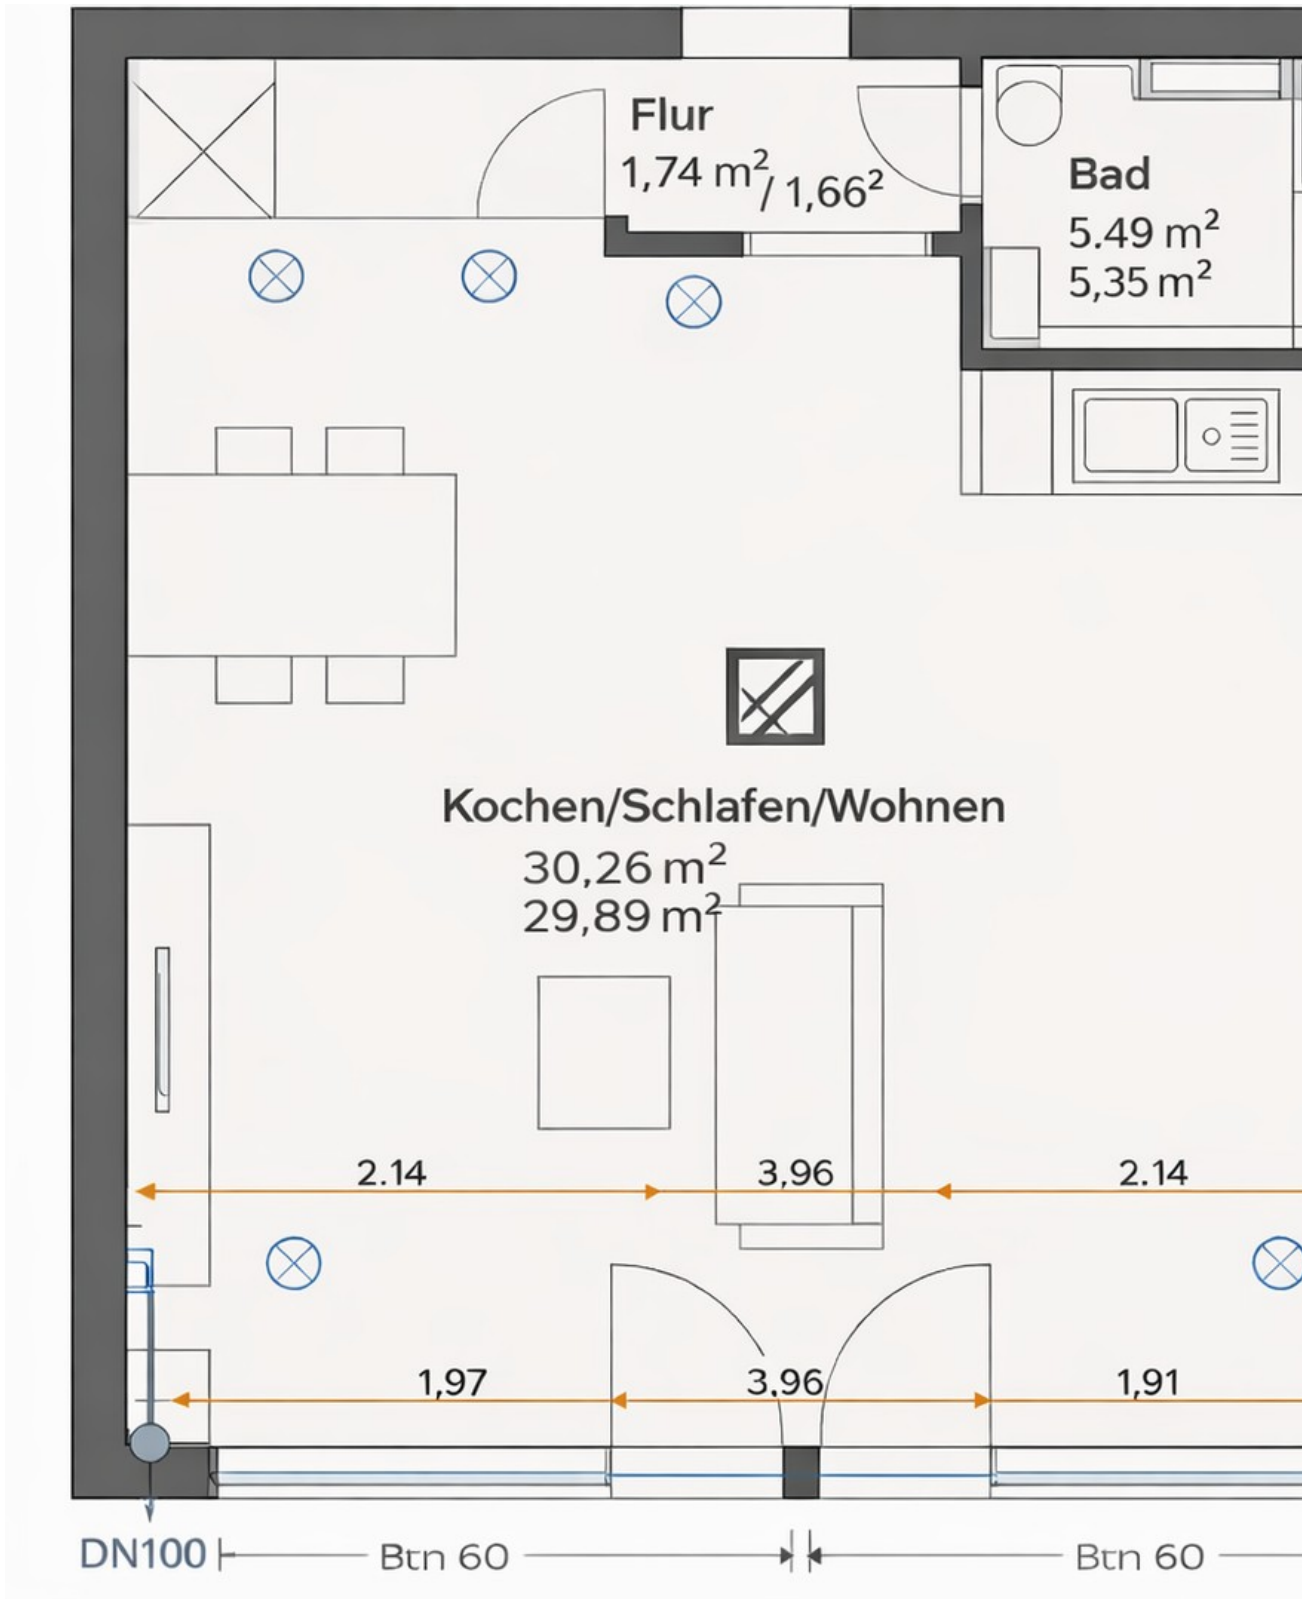 Flur
1,74 m² / 1,66²
Bad
5.49 m²
5,35 m²
Kochen/Schlafen/Wohnen
30,26 m²
29,89 m²
2.14 3,96 2.14
1,97 3,96 1,91
DN100 Btn 60 Btn 60